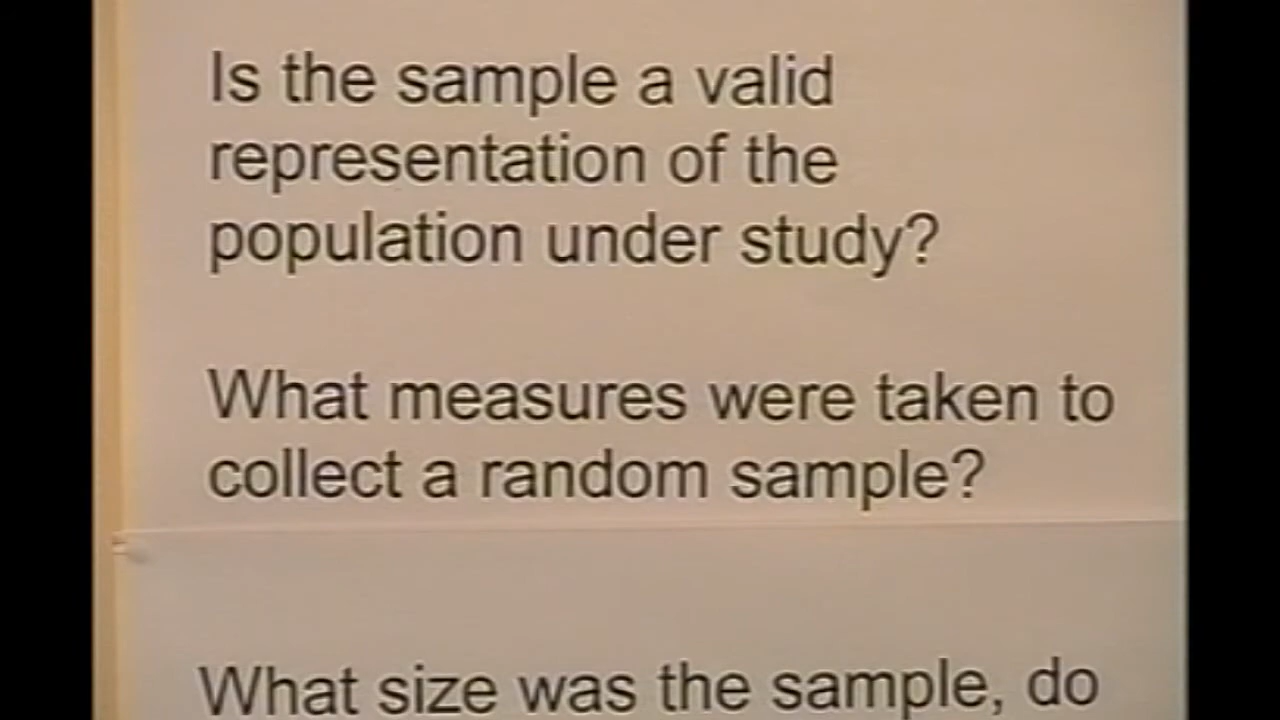 Is the sample a valid
representation of the
population under study?
What measures were taken to
collect a random sample?
What size was the sample, do